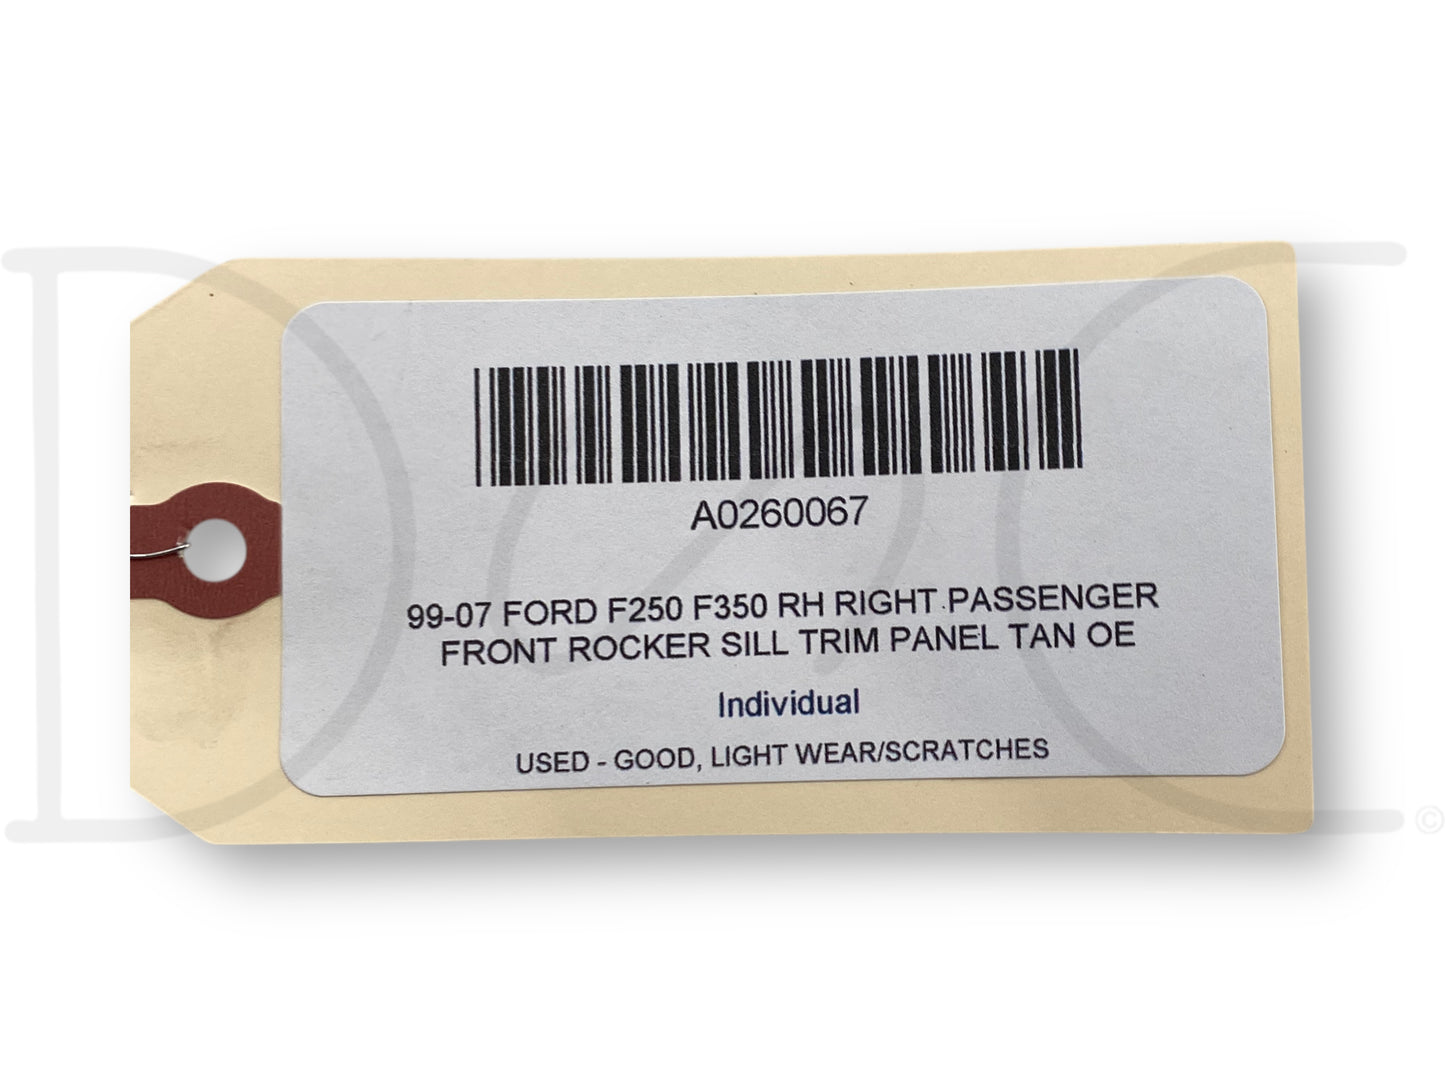 A0260067
99-07 FORD F250 F350 RH RIGHT PASSENGER
FRONT ROCKER SILL TRIM PANEL TAN OE
Individual
USED - GOOD, LIGHT WEAR/SCRATCHES
©